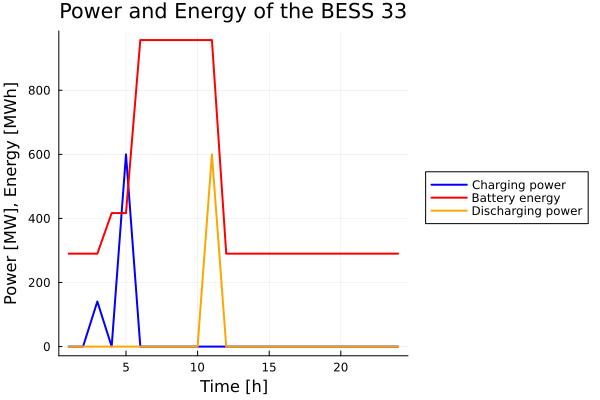 Power and Energy of the BESS 33
Power [MW], Energy [MWh]
800
600
400
200
0
5
10
15
20
Time [h]
Charging power
Battery energy
Discharging power